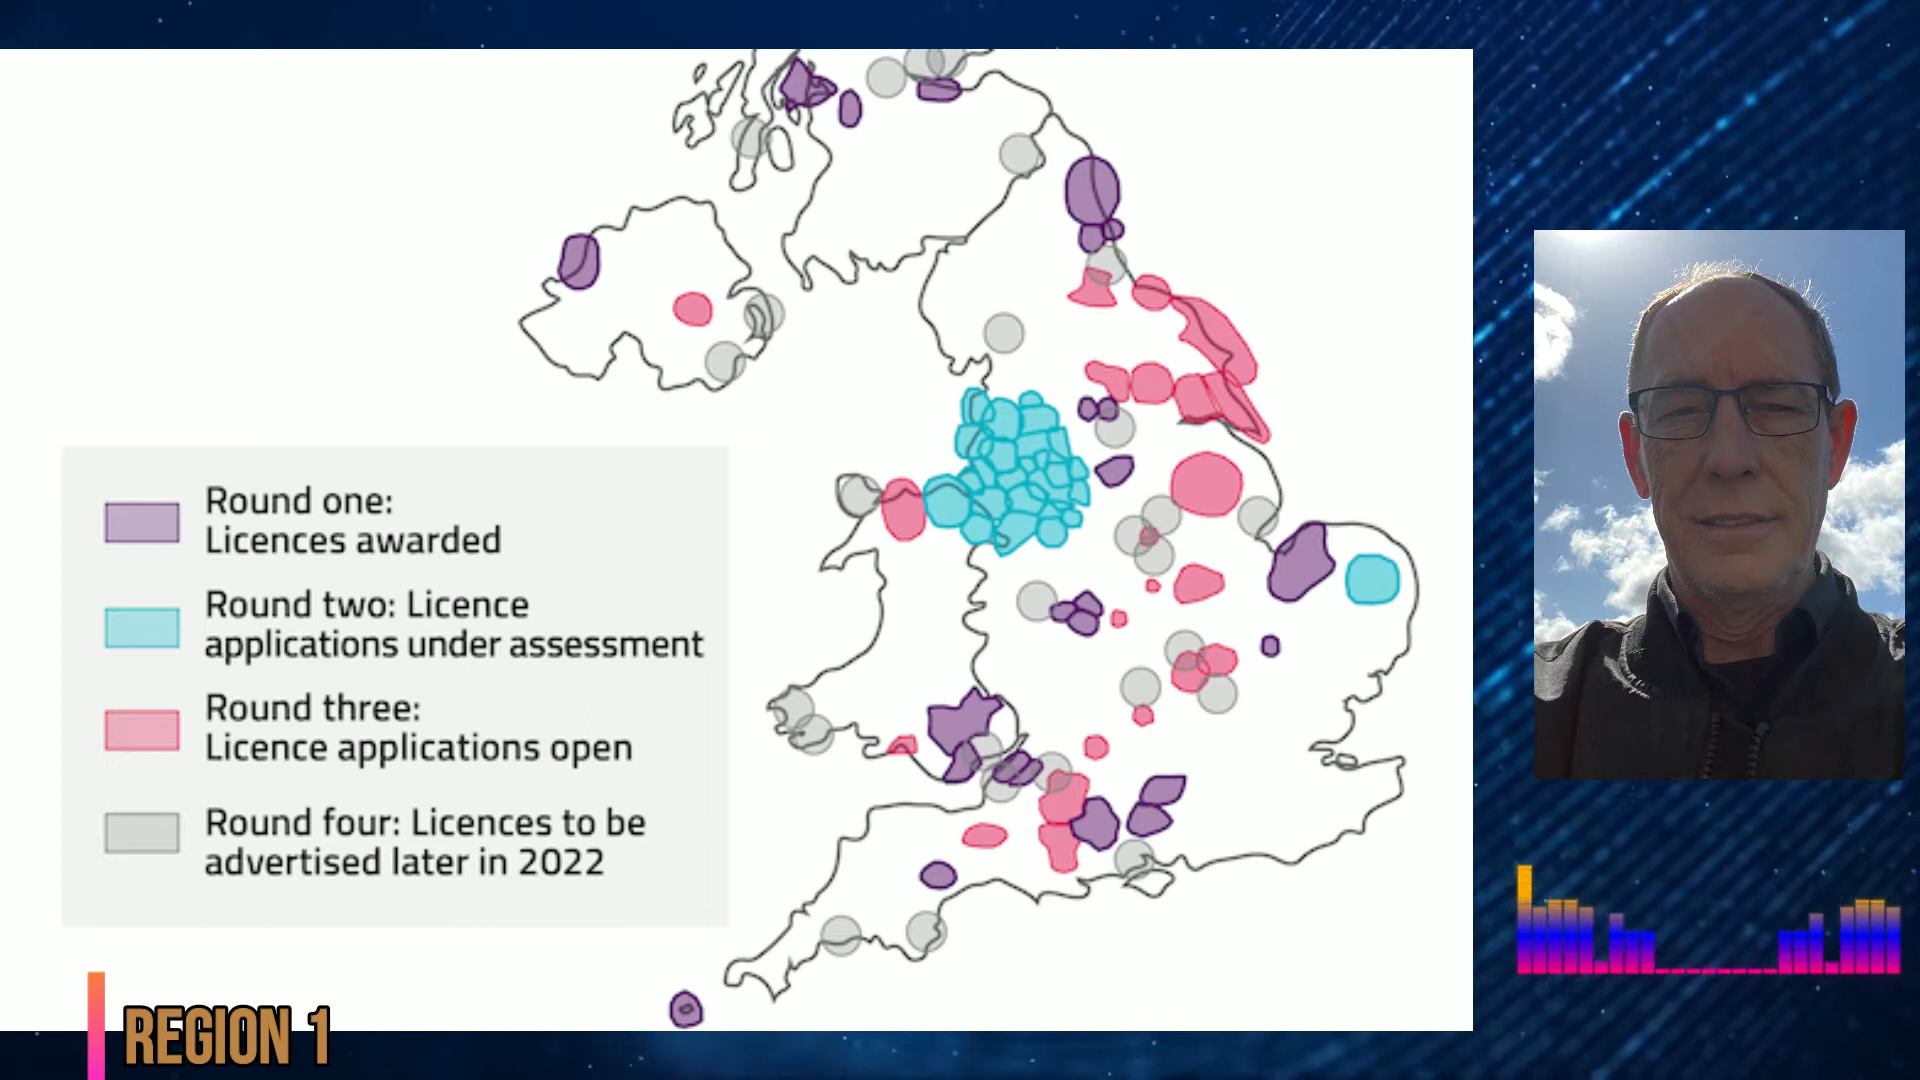 Round one:
Licences awarded
Round two: Licence
applications under assessment
Round three:
Licence applications open
Round four: Licences to be
advertised later in 2022
REGION 1